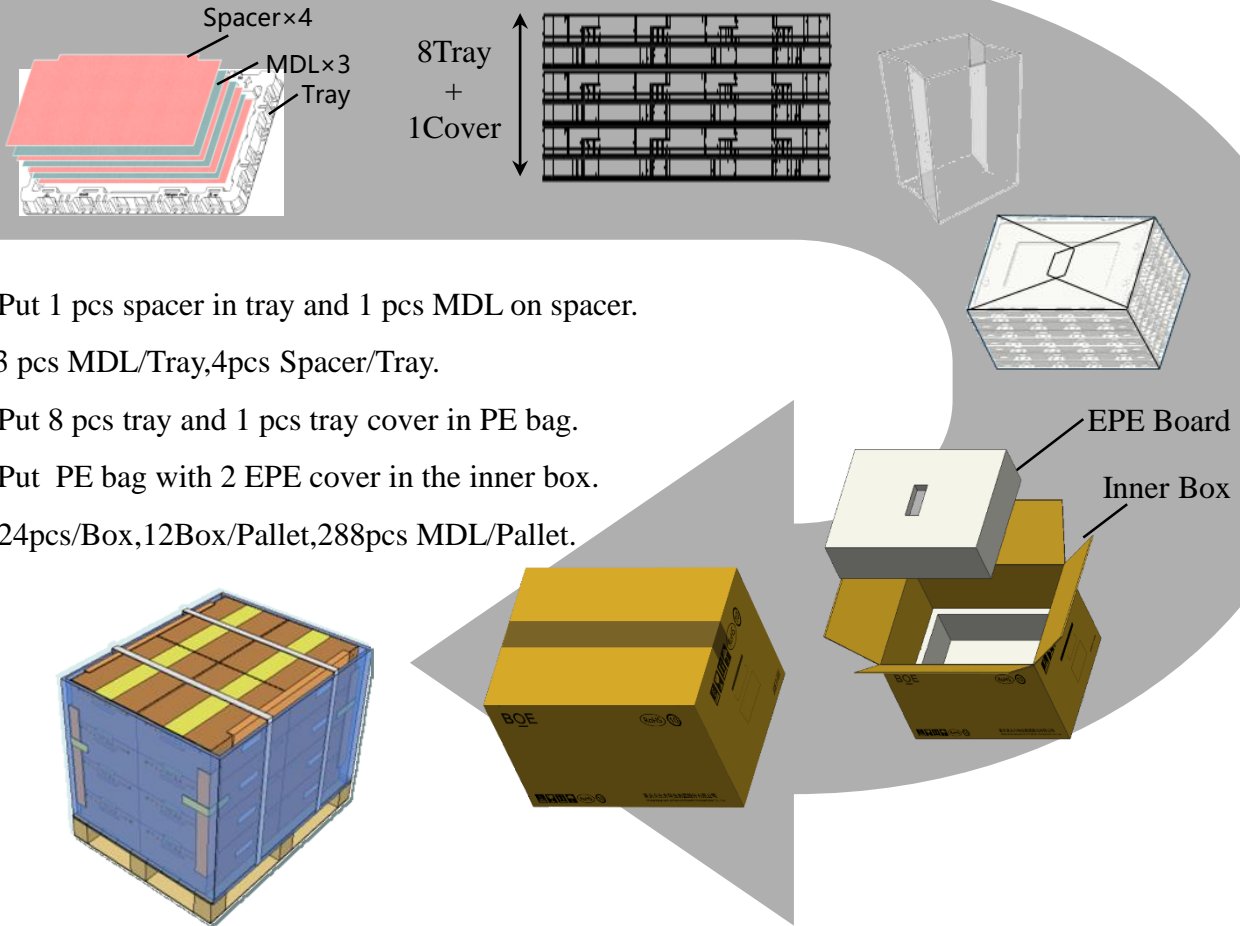 Spacer×4
MDL×3
Tray
8Tray
+
1Cover
Put 1 pcs spacer in tray and 1 pcs MDL on spacer.
3 pcs MDL/Tray,4pcs Spacer/Tray.
Put 8 pcs tray and 1 pcs tray cover in PE bag.
Put PE bag with 2 EPE cover in the inner box.
24pcs/Box,12Box/Pallet,288pcs MDL/Pallet.
EPE Board
Inner Box
BOE
RoHS
BOE